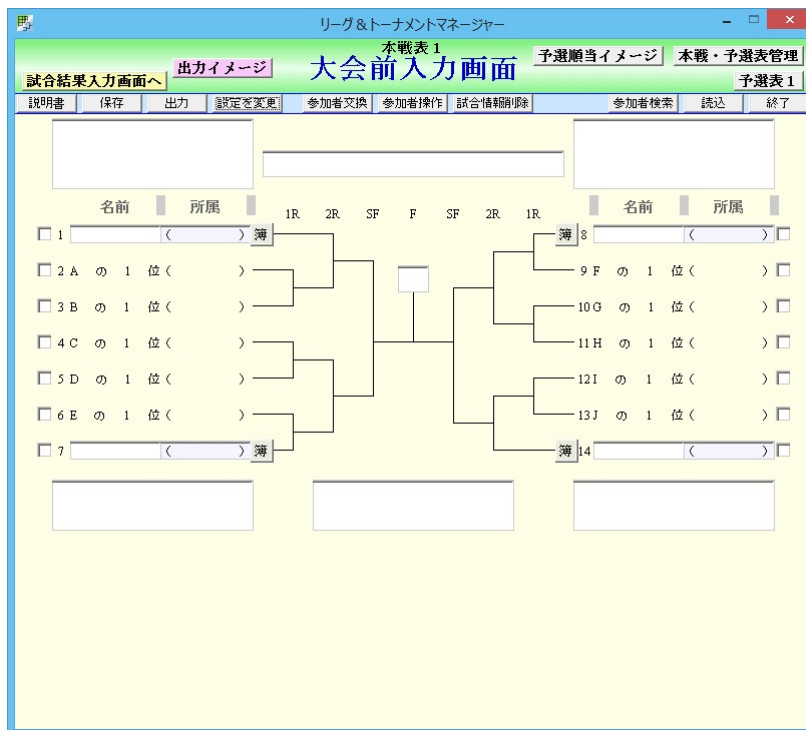 リーグ＆トーナメントマネージャー
本戦表１
大会前入力画面
試合結果入力画面へ
出力イメージ
予選順当イメージ
本戦・予選表管理
予選表１
説明書 保存 出力 設定を変更 参加者交換 参加者操作 試合情報削除 参加者検索 読込 終了
名前 所属 1R 2R SF F SF 2R 1R 名前 所属
1 （ ） 簿 簿 8 （ ）
2 A の 1 位（ ） 9 F の 1 位（ ）
3 B の 1 位（ ） 10 G の 1 位（ ）
4 C の 1 位（ ） 11 H の 1 位（ ）
5 D の 1 位（ ） 12 I の 1 位（ ）
6 E の 1 位（ ） 13 J の 1 位（ ）
7 （ ） 簿 簿 14 （ ）